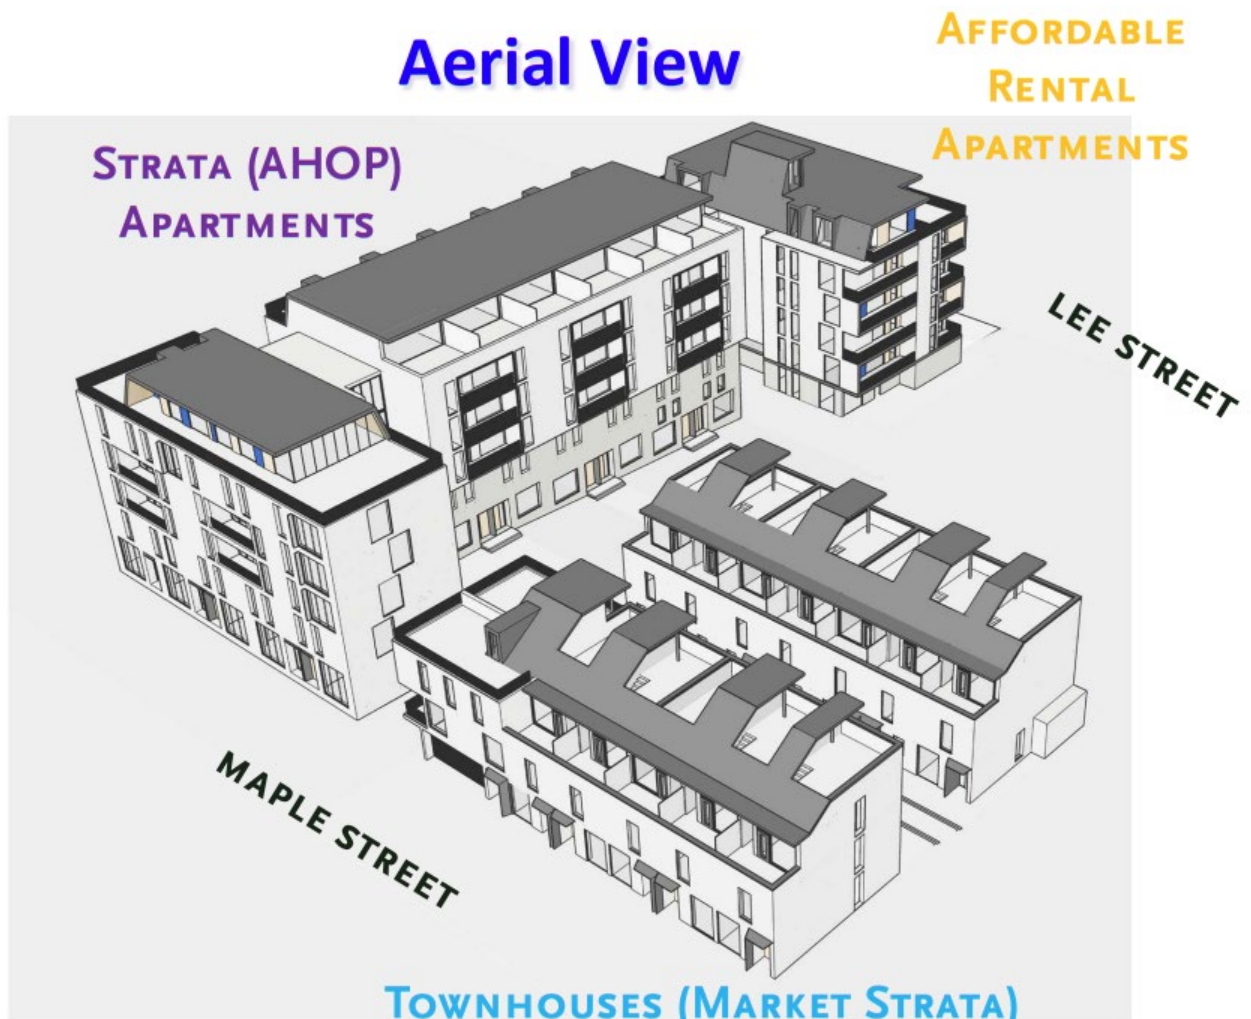 Aerial View
AFFORDABLE
RENTAL
APARTMENTS
STRATA (AHOP)
APARTMENTS
LEE STREET
MAPLE STREET
TOWNHOUSES (MARKET STRATA)